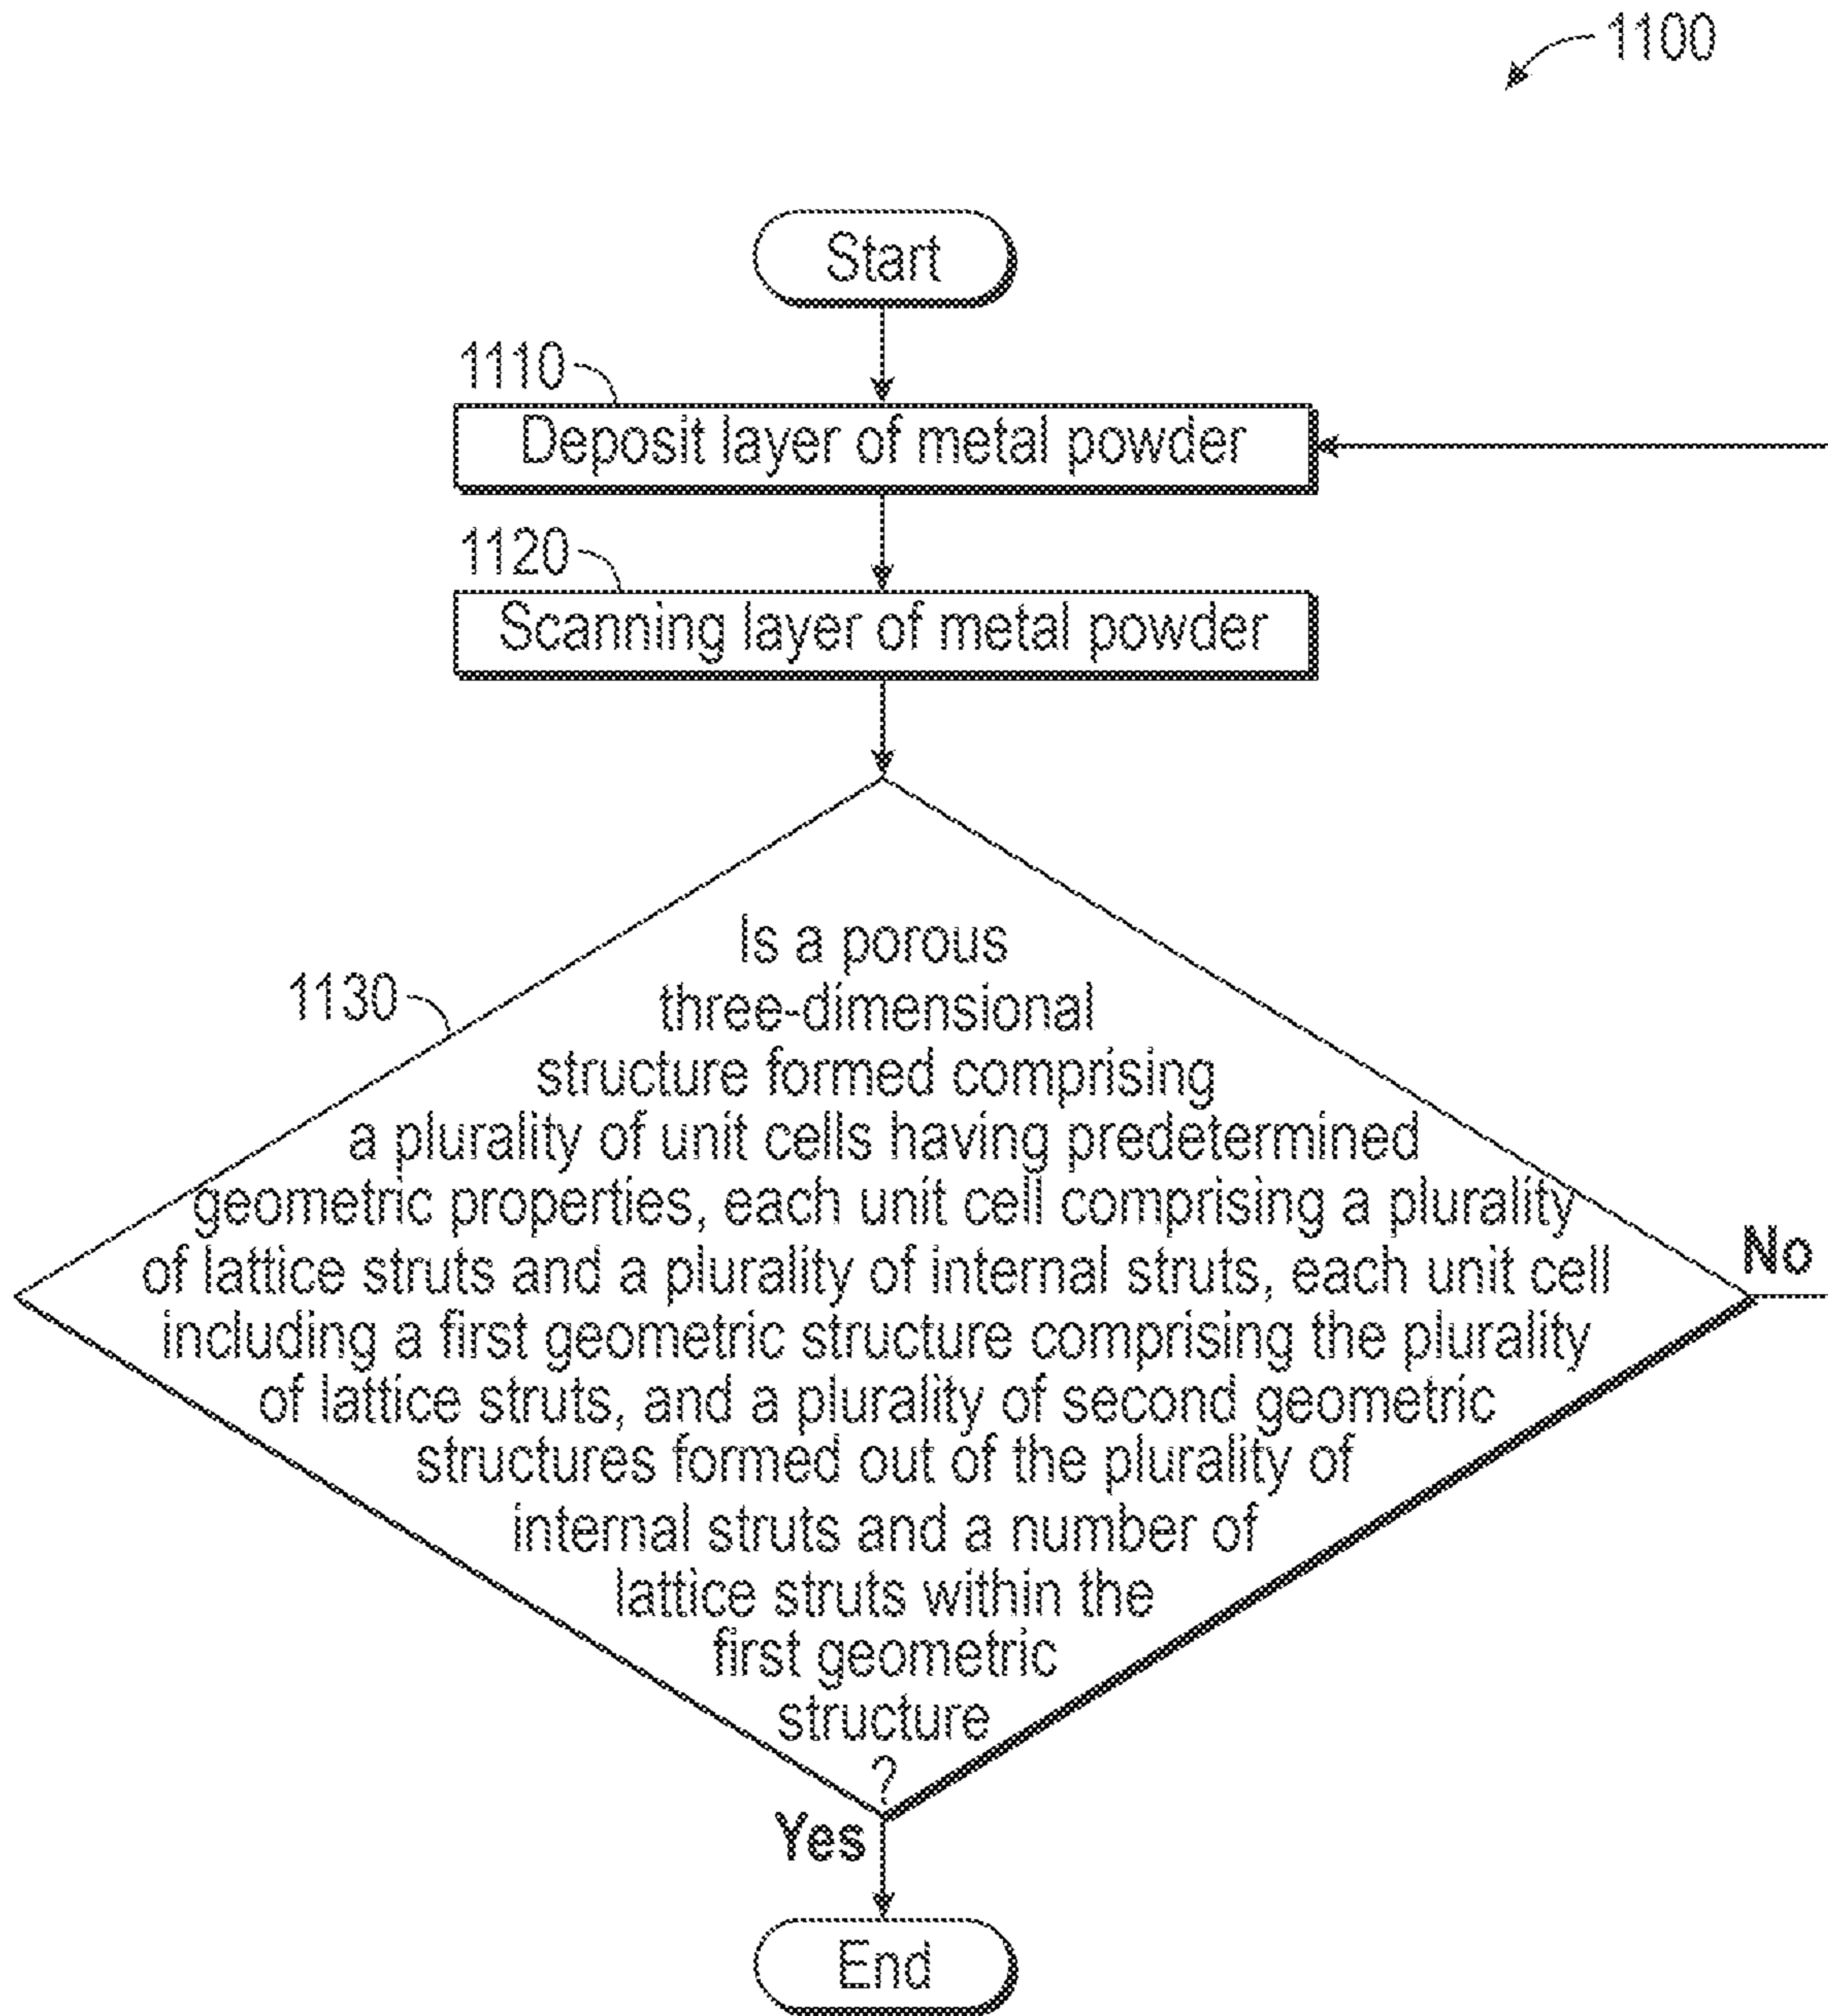 1100
Start
1110
Deposit layer of metal powder
1120
Scanning layer of metal powder
1130
Is a porous
three-dimensional
structure formed comprising
a plurality of unit cells having predetermined
geometric properties, each unit cell comprising a plurality
of lattice struts and a plurality of internal struts, each unit cell
including a first geometric structure comprising the plurality
of lattice struts, and a plurality of second geometric
structures formed out of the plurality of
internal struts and a number of
lattice struts within the
first geometric
structure
?
No
Yes
End